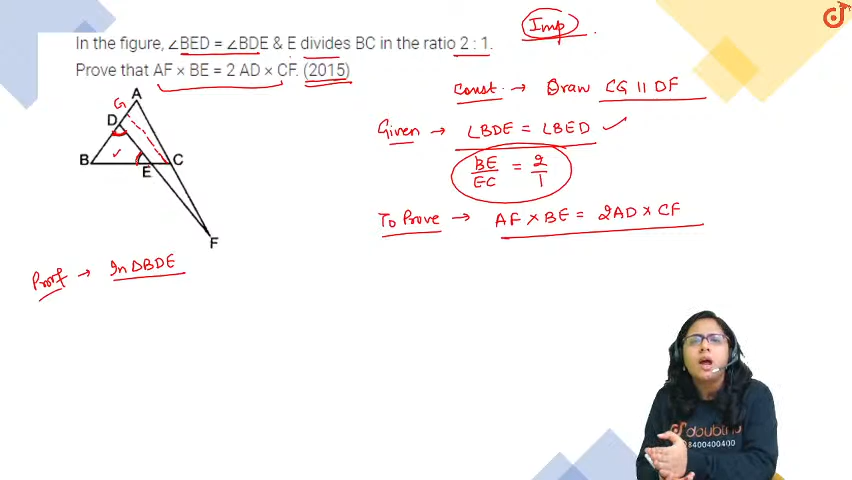 Imp
In the figure, ∠BED = ∠BDE & E divides BC in the ratio 2 : 1.
Prove that AF × BE = 2 AD × CF. (2015)
Const. → Draw CG || DF
Given → ∠BDE = ∠BED ✓
BE/EC = 2/1
To Prove → AF × BE = 2AD × CF
A
G
D
B
C
E
F
Proof → In ΔBDE
doubtnut
8400400400